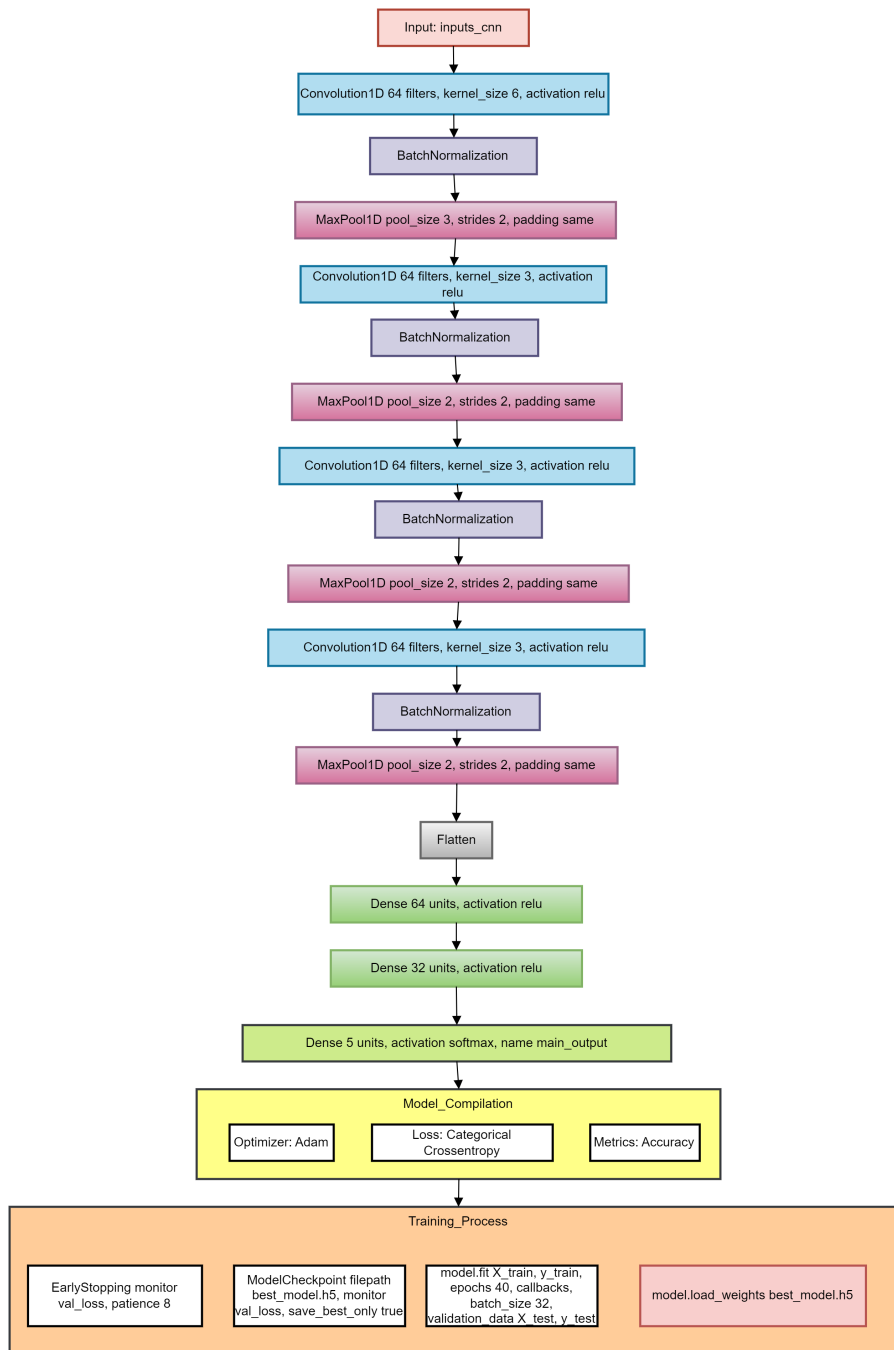 Input: inputs_cnn
Convolution1D 64 filters, kernel_size 6, activation relu
BatchNormalization
MaxPool1D pool_size 3, strides 2, padding same
Convolution1D 64 filters, kernel_size 3, activation
relu
BatchNormalization
MaxPool1D pool_size 2, strides 2, padding same
Convolution1D 64 filters, kernel_size 3, activation relu
BatchNormalization
MaxPool1D pool_size 2, strides 2, padding same
Convolution1D 64 filters, kernel_size 3, activation relu
BatchNormalization
MaxPool1D pool_size 2, strides 2, padding same
Flatten
Dense 64 units, activation relu
Dense 32 units, activation relu
Dense 5 units, activation softmax, name main_output
Model_Compilation
Optimizer: Adam
Loss: Categorical
Crossentropy
Metrics: Accuracy
Training_Process
EarlyStopping monitor
val_loss, patience 8
ModelCheckpoint filepath
best_model.h5, monitor
val_loss, save_best_only true
model.fit X_train, y_train,
epochs 40, callbacks,
batch_size 32,
validation_data X_test, y_test
model.load_weights best_model.h5